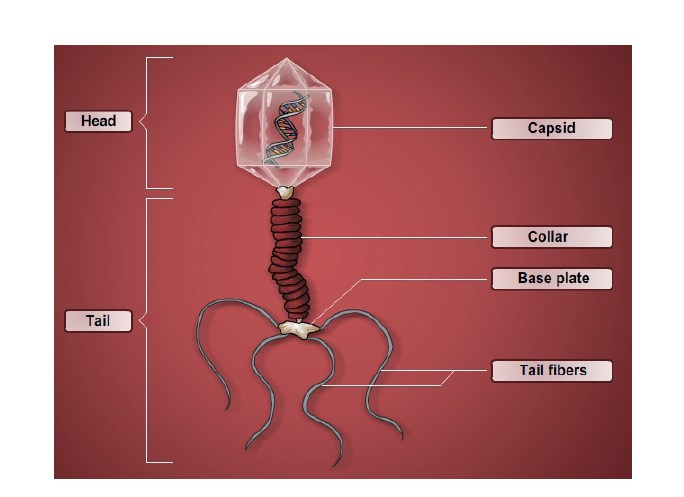 Head
Capsid
Collar
Base plate
Tail
Tail fibers